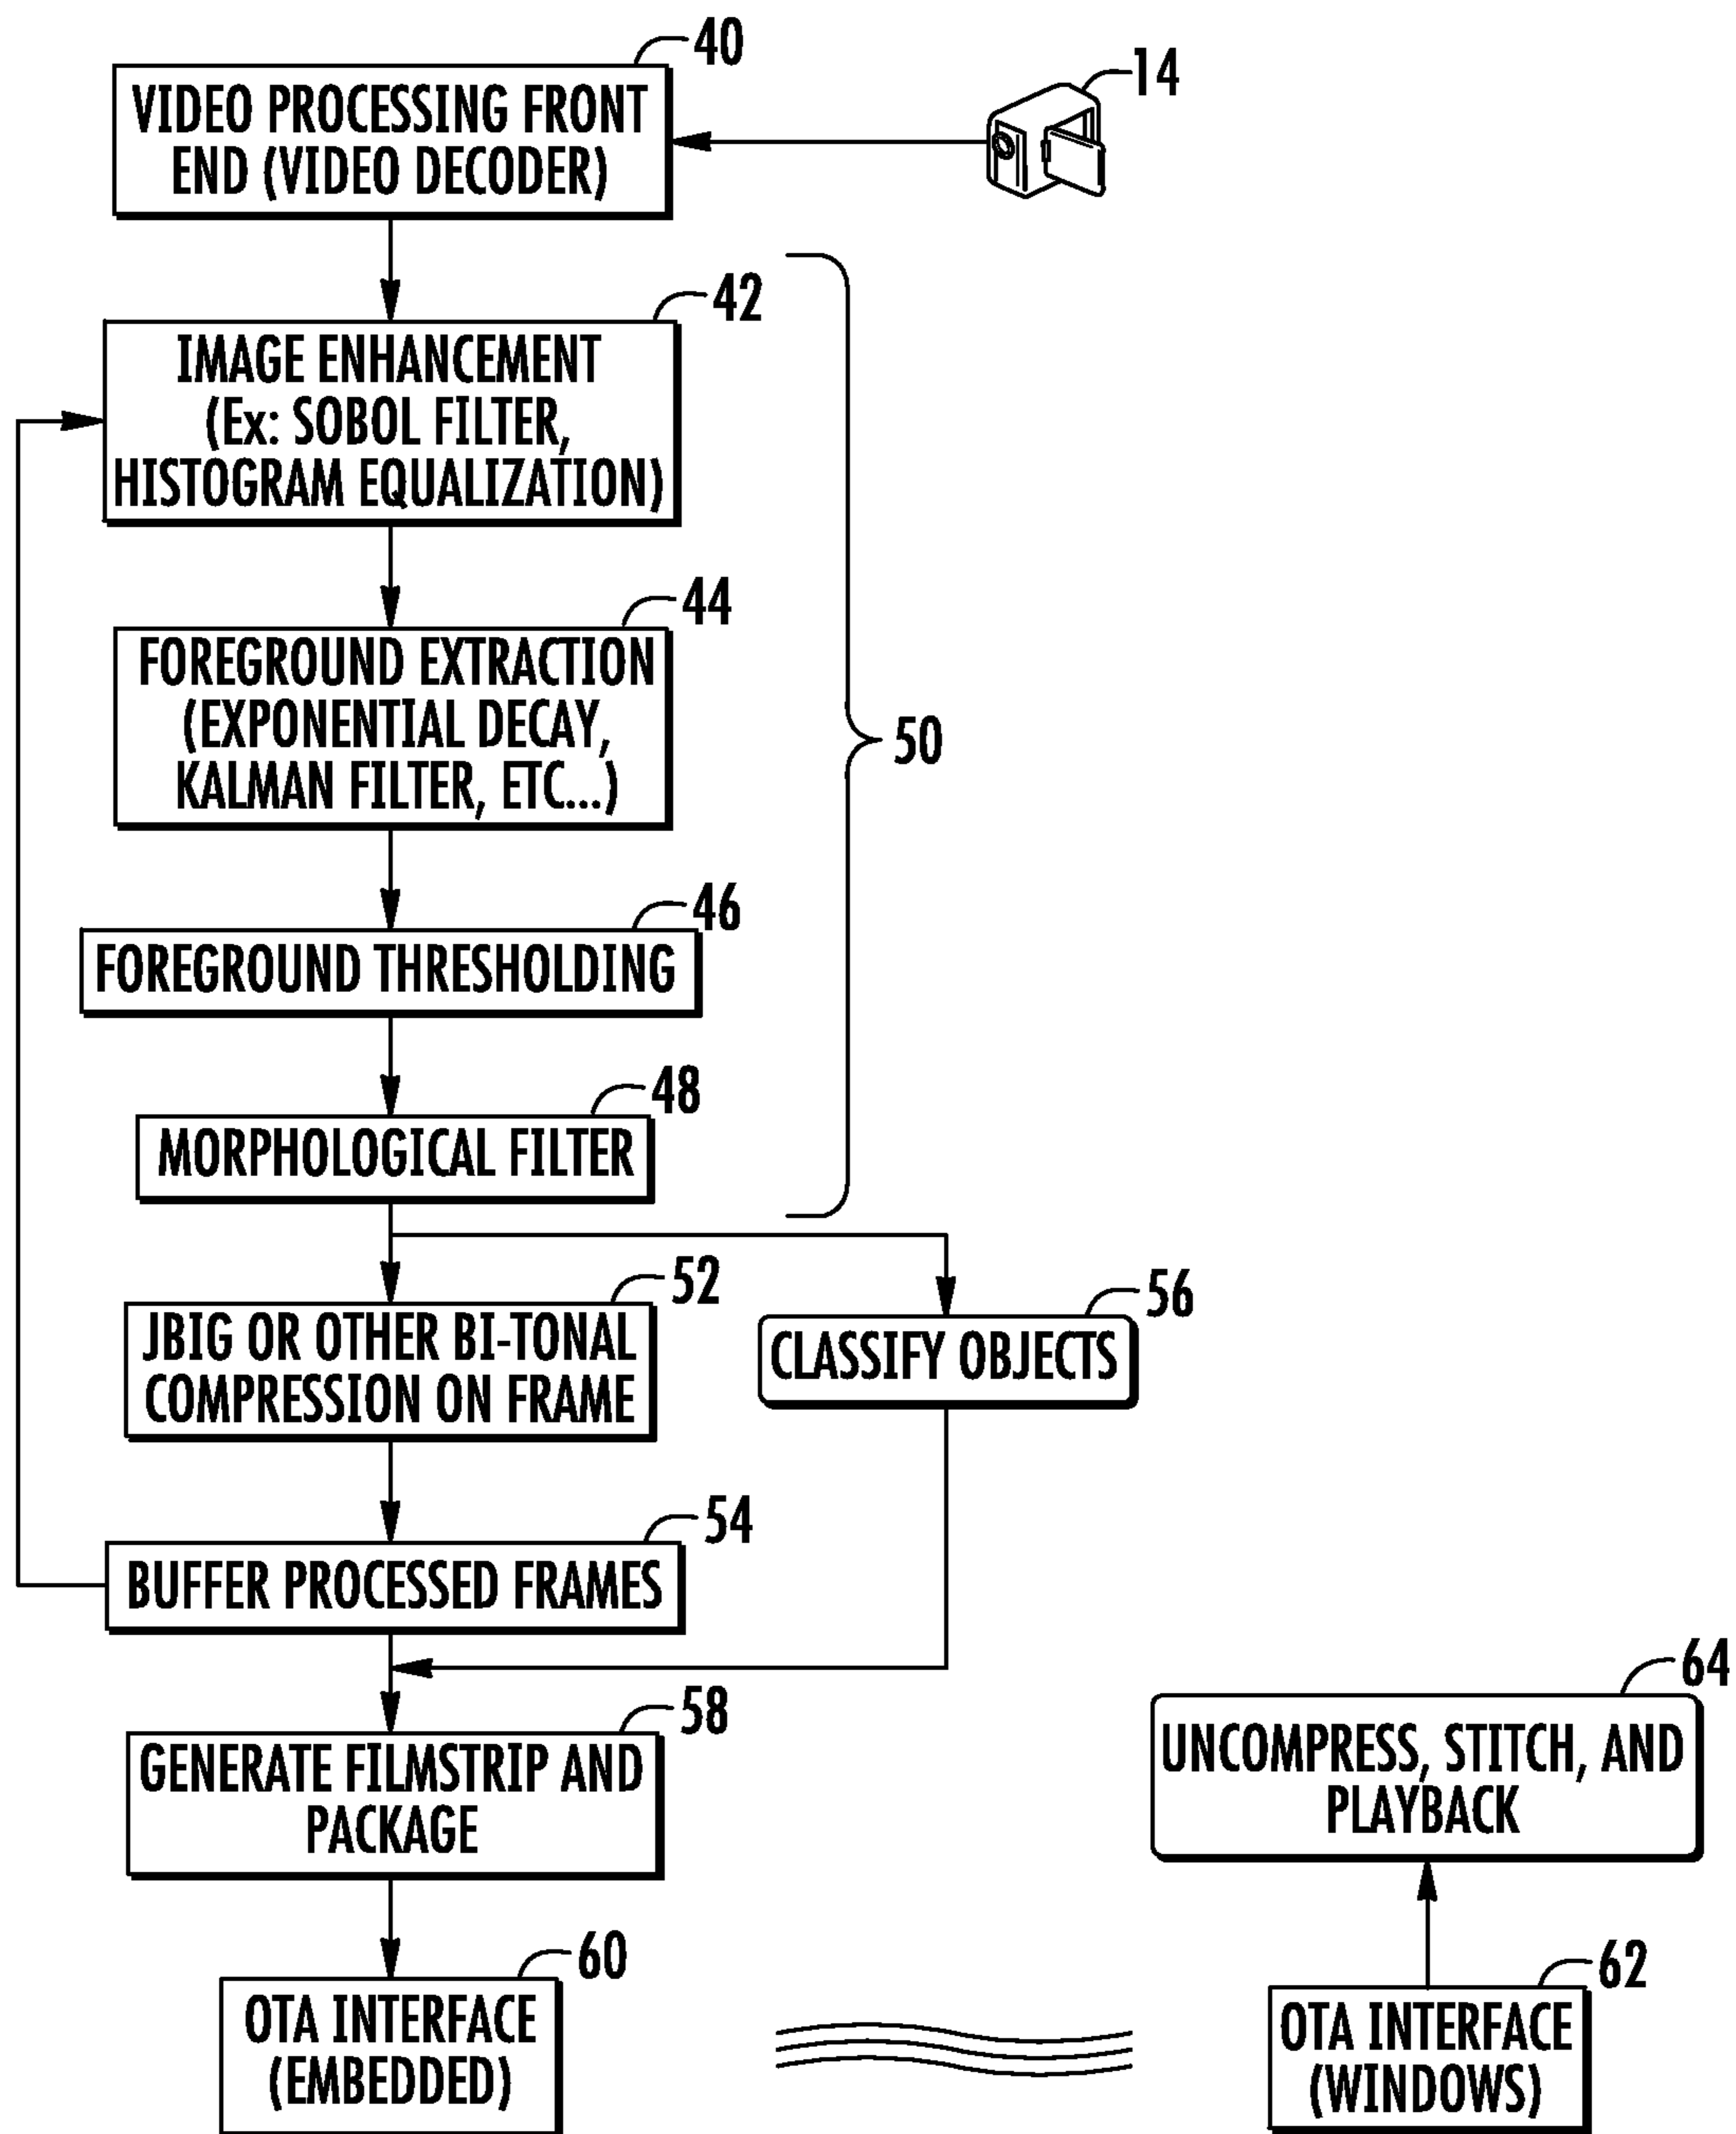 40
VIDEO PROCESSING FRONT
END (VIDEO DECODER)
14
42
IMAGE ENHANCEMENT
(Ex: SOBOL FILTER,
HISTOGRAM EQUALIZATION)
44
FOREGROUND EXTRACTION
(EXPONENTIAL DECAY,
KALMAN FILTER, ETC...)
50
46
FOREGROUND THRESHOLDING
48
MORPHOLOGICAL FILTER
52
JBIG OR OTHER BI-TONAL
COMPRESSION ON FRAME
56
CLASSIFY OBJECTS
54
BUFFER PROCESSED FRAMES
58
GENERATE FILMSTRIP AND
PACKAGE
64
UNCOMPRESS, STITCH, AND
PLAYBACK
60
OTA INTERFACE
(EMBEDDED)
62
OTA INTERFACE
(WINDOWS)